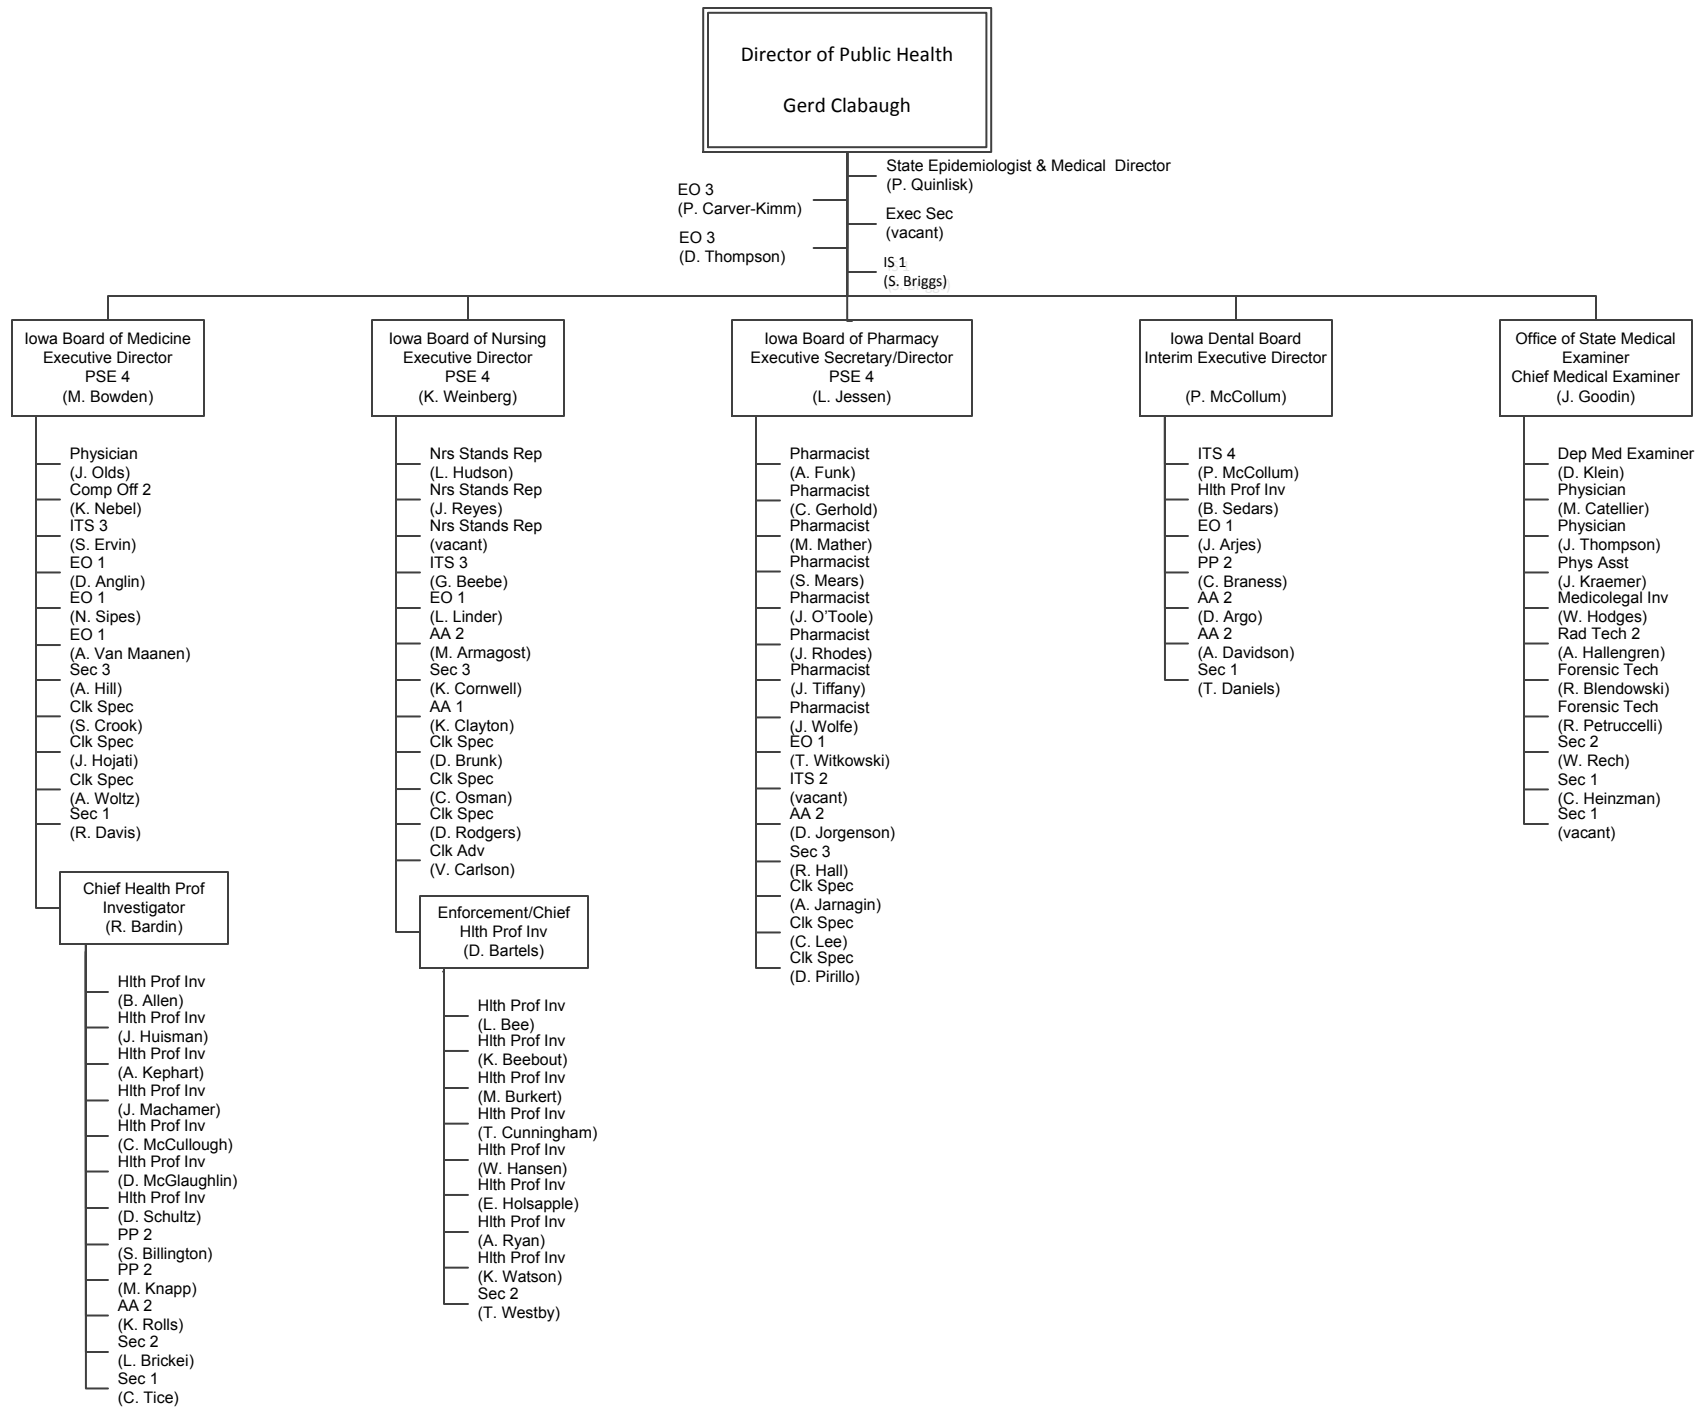 Director of Public Health
Gerd Clabaugh
EO 3
(P. Carver-Kimm)
EO 3
(D. Thompson)
State Epidemiologist & Medical Director
(P. Quinlisk)
Exec Sec
(vacant)
IS 1
(S. Briggs)
Iowa Board of Medicine
Executive Director
PSE 4
(M. Bowden)
Physician
(J. Olds)
Comp Off 2
(K. Nebel)
ITS 3
(S. Ervin)
EO 1
(D. Anglin)
EO 1
(N. Sipes)
EO 1
(A. Van Maanen)
Sec 3
(A. Hill)
Clk Spec
(S. Crook)
Clk Spec
(J. Hojati)
Clk Spec
(A. Woltz)
Sec 1
(R. Davis)
Chief Health Prof
Investigator
(R. Bardin)
Hlth Prof Inv
(B. Allen)
Hlth Prof Inv
(J. Huisman)
Hlth Prof Inv
(A. Kephart)
Hlth Prof Inv
(J. Machamer)
Hlth Prof Inv
(C. McCullough)
Hlth Prof Inv
(D. McGlaughlin)
Hlth Prof Inv
(D. Schultz)
PP 2
(S. Billington)
PP 2
(M. Knapp)
AA 2
(K. Rolls)
Sec 2
(L. Brickei)
Sec 1
(C. Tice)
Iowa Board of Nursing
Executive Director
PSE 4
(K. Weinberg)
Nrs Stands Rep
(L. Hudson)
Nrs Stands Rep
(J. Reyes)
Nrs Stands Rep
(vacant)
ITS 3
(G. Beebe)
EO 1
(L. Linder)
AA 2
(M. Armagost)
Sec 3
(K. Cornwell)
AA 1
(K. Clayton)
Clk Spec
(D. Brunk)
Clk Spec
(C. Osman)
Clk Spec
(D. Rodgers)
Clk Adv
(V. Carlson)
Enforcement/Chief
Hlth Prof Inv
(D. Bartels)
Hlth Prof Inv
(L. Bee)
Hlth Prof Inv
(K. Beebout)
Hlth Prof Inv
(M. Burkert)
Hlth Prof Inv
(T. Cunningham)
Hlth Prof Inv
(W. Hansen)
Hlth Prof Inv
(E. Holsapple)
Hlth Prof Inv
(A. Ryan)
Hlth Prof Inv
(K. Watson)
Sec 2
(T. Westby)
Iowa Board of Pharmacy
Executive Secretary/Director
PSE 4
(L. Jessen)
Pharmacist
(A. Funk)
Pharmacist
(C. Gerhold)
Pharmacist
(M. Mather)
Pharmacist
(S. Mears)
Pharmacist
(J. O’Toole)
Pharmacist
(J. Rhodes)
Pharmacist
(J. Tiffany)
Pharmacist
(J. Wolfe)
EO 1
(T. Witkowski)
ITS 2
(vacant)
AA 2
(D. Jorgenson)
Sec 3
(R. Hall)
Clk Spec
(A. Jarnagin)
Clk Spec
(C. Lee)
Clk Spec
(D. Pirillo)
Iowa Dental Board
Interim Executive Director
(P. McCollum)
ITS 4
(P. McCollum)
Hlth Prof Inv
(B. Sedars)
EO 1
(J. Arjes)
PP 2
(C. Braness)
AA 2
(D. Argo)
AA 2
(A. Davidson)
Sec 1
(T. Daniels)
Office of State Medical
Examiner
Chief Medical Examiner
(J. Goodin)
Dep Med Examiner
(D. Klein)
Physician
(M. Catellier)
Physician
(J. Thompson)
Phys Asst
(J. Kraemer)
Medicolegal Inv
(W. Hodges)
Rad Tech 2
(A. Hallengren)
Forensic Tech
(R. Blendowski)
Forensic Tech
(R. Petruccelli)
Sec 2
(W. Rech)
Sec 1
(C. Heinzman)
Sec 1
(vacant)